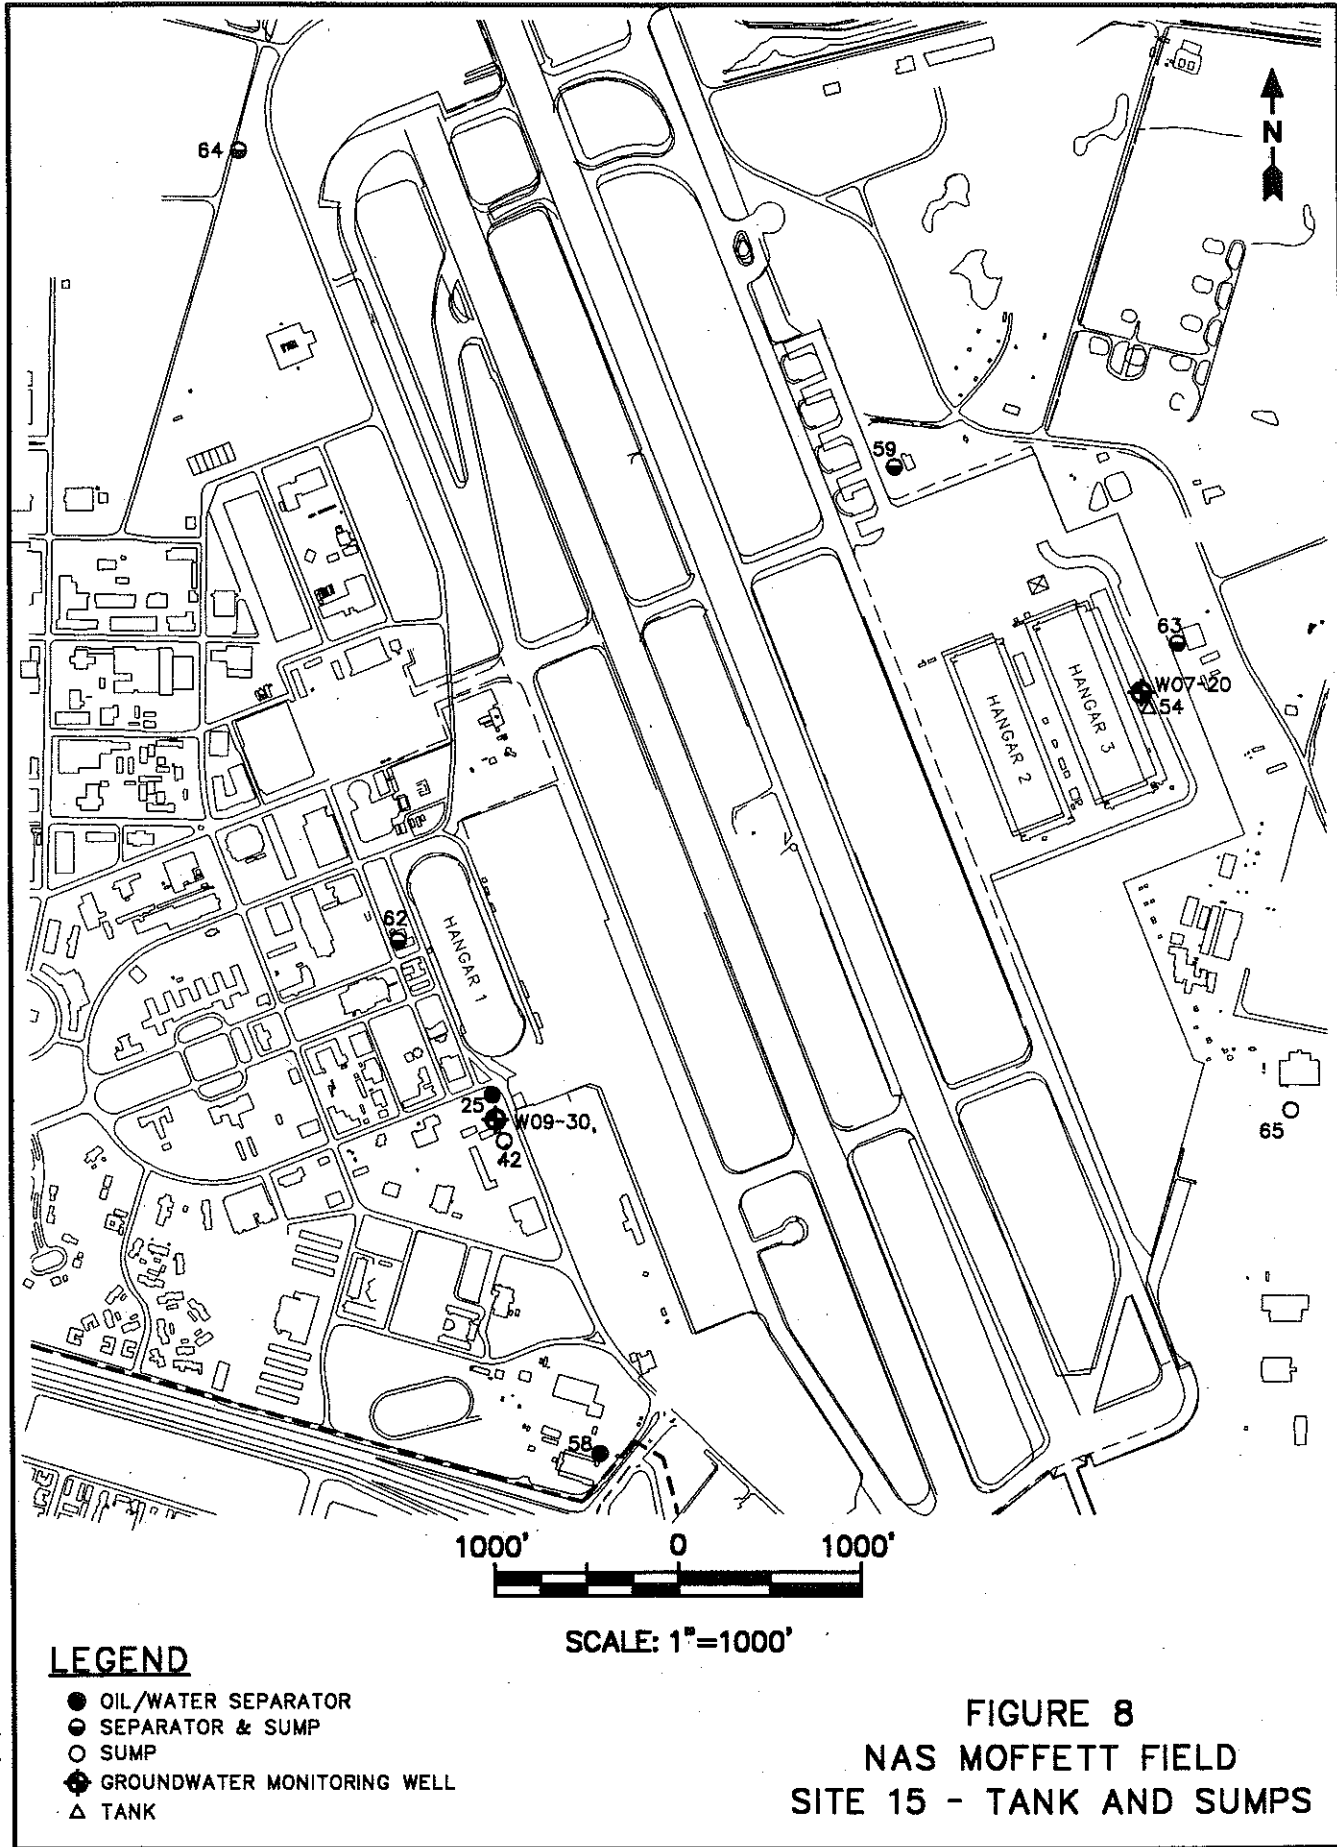 N
64
59
63
W07-20
54
HANGAR 3
HANGAR 2
62
HANGAR 1
25
W09-30,
42
65
58
1000' 0 1000'
SCALE: 1"=1000'
LEGEND
OIL/WATER SEPARATOR
SEPARATOR & SUMP
SUMP
GROUNDWATER MONITORING WELL
TANK
FIGURE 8
NAS MOFFETT FIELD
SITE 15 - TANK AND SUMPS